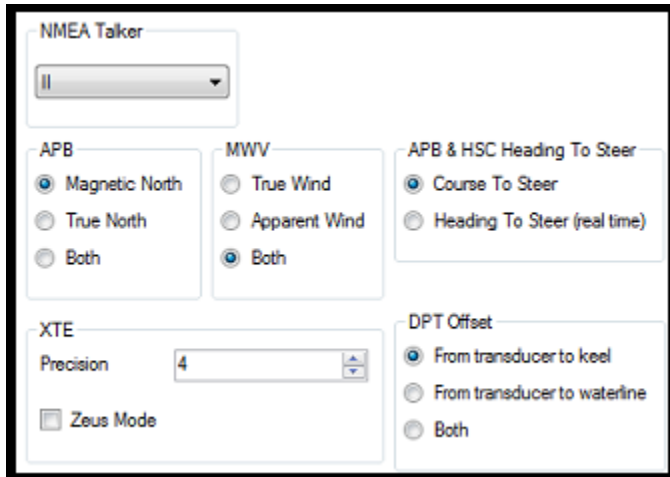 NMEA Talker
II
APB
Magnetic North
True North
Both
MWV
True Wind
Apparent Wind
Both
APB & HSC Heading To Steer
Course To Steer
Heading To Steer (real time)
XTE
Precision 4
Zeus Mode
DPT Offset
From transducer to keel
From transducer to waterline
Both